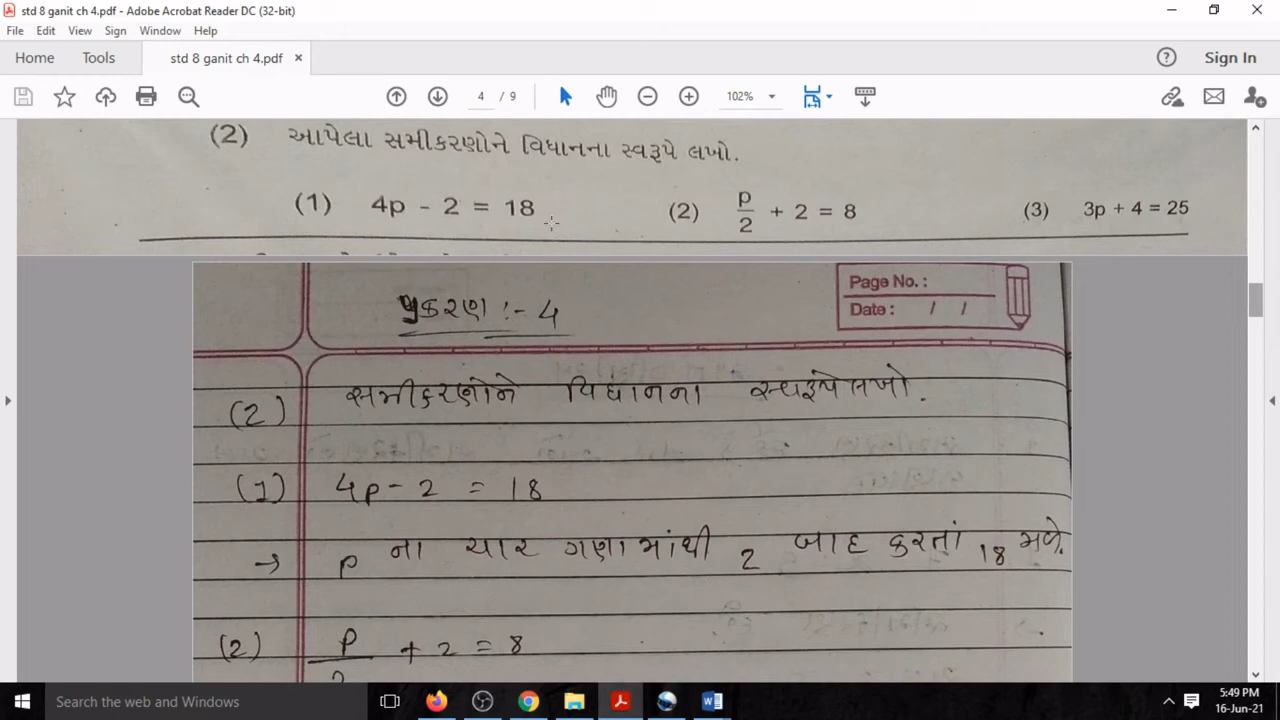 std 8 ganit ch 4.pdf - Adobe Acrobat Reader DC (32-bit)
File Edit View Sign Window Help
Home Tools std 8 ganit ch 4.pdf × Sign In
4 / 9 102%
(2) આપેલા સમીકરણોને વિધાનના સ્વરૂપે લખો.
(1) 4p - 2 = 18 (2) p/2 + 2 = 8 (3) 3p + 4 = 25
Page No. :
પ્રકરણ :- 4
Date : / /
(2) સમીકરણોને વિધાનના સ્વરૂપે લખો.
(1) 4p - 2 = 18
→ p ના ચાર ગણામાંથી 2 બાદ કરતાં 18 મળે.
(2) p/2 + 2 = 8
Search the web and Windows
5:49 PM
16-Jun-21